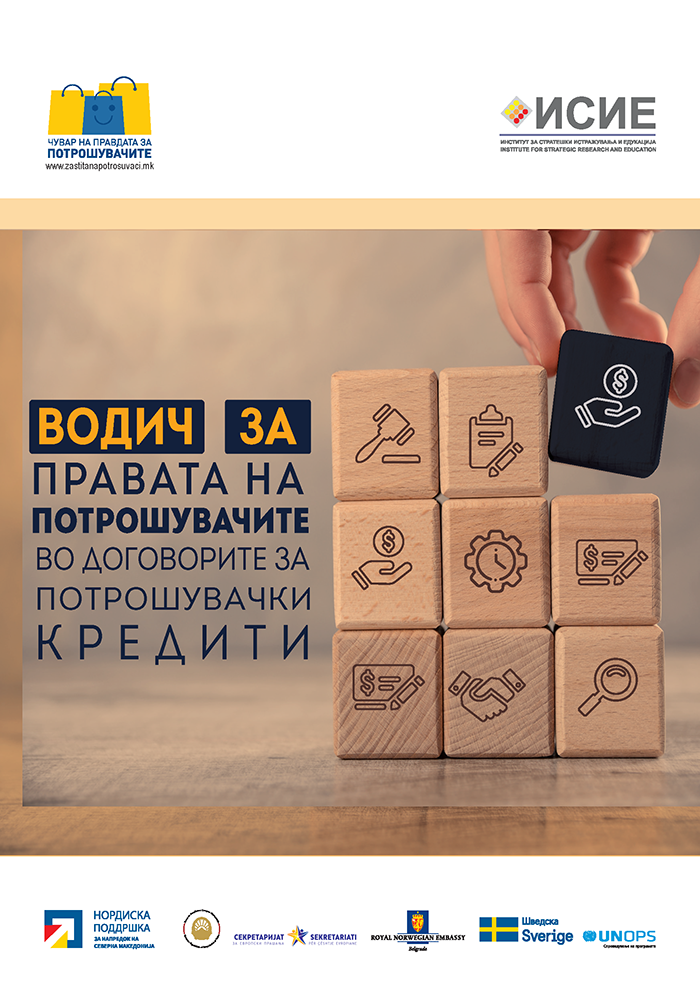 ЧУВАР НА ПРАВДАТА ЗА
ПОТРОШУВАЧИТЕ
www.zastitanapotrosuvaci.mk
ИСИЕ
ИНСТИТУТ ЗА СТРАТЕШКИ ИСТРАЖУВАЊА И ЕДУКАЦИЈА
INSTITUTE FOR STRATEGIC RESEARCH AND EDUCATION
ВОДИЧ ЗА
ПРАВАТА НА
ПОТРОШУВАЧИТЕ
ВО ДОГОВОРИТЕ ЗА
ПОТРОШУВАЧКИ
КРЕДИТИ
НОРДИСКА
ПОДДРШКА
ЗА НАПРЕДОК НА
СЕВЕРНА МАКЕДОНИЈА
СЕКРЕТАРИЈАТ
ЗА ЕВРОПСКИ ПРАШАЊА
SEKRETARIATI
PËR ÇËSHTJE EVROPIANE
ROYAL NORWEGIAN EMBASSY
Belgrade
Шведска
Sverige
UNOPS